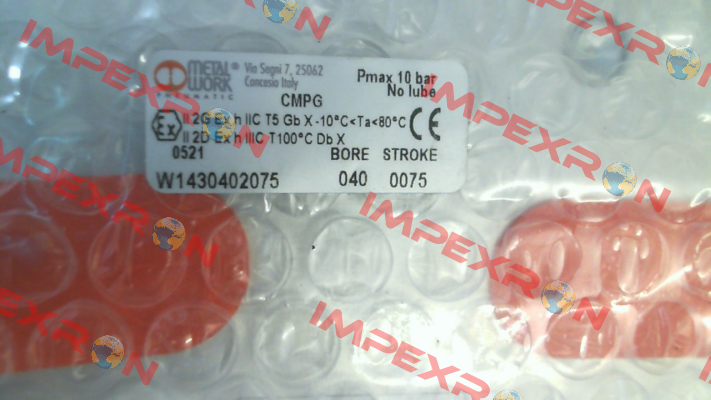 METAL® WORK
PNEUMATIC
Via Segni 7, 25062
Concesio Italy
Pmax 10 bar
No lube
CMPG
Ex II 2G Ex h IIC T5 Gb X -10°C<Ta<80°C CE
II 2D Ex h IIIC T100°C Db X
0521 BORE STROKE
W1430402075 040 0075
IMPEXRON
IMPEXRON
IMPEXRON
IMPEXRON
IMPEXRON
IMPEXRON